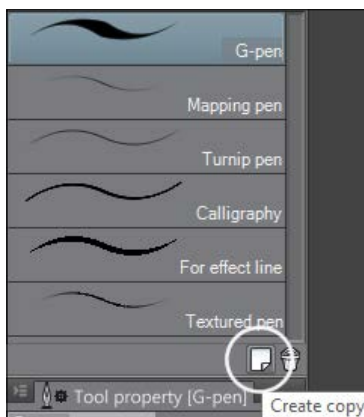 G-pen
Mapping pen
Turnip pen
Calligraphy
For effect line
Textured pen
Tool property [G-pen]
Create copy